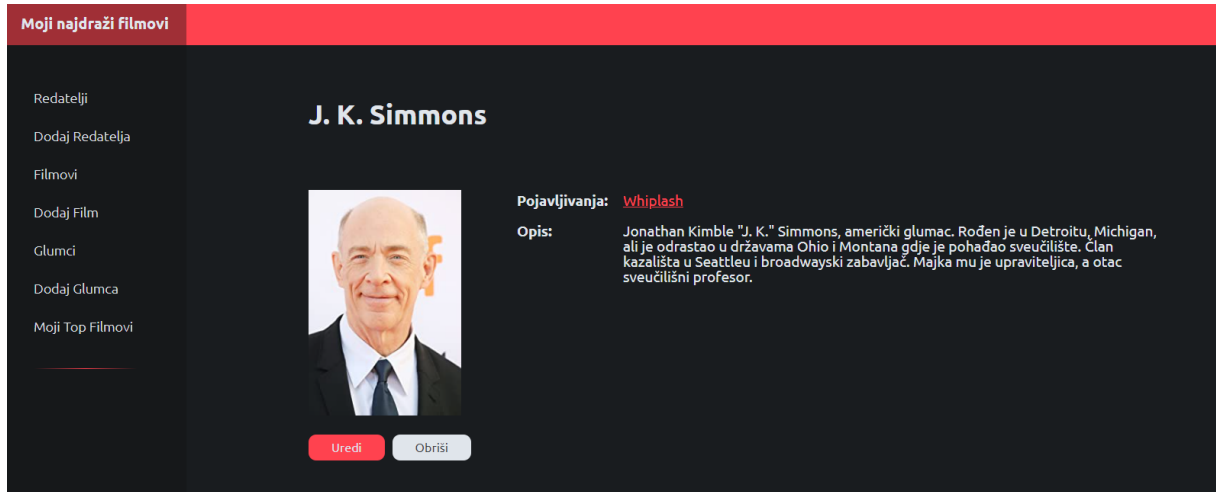 Moji najdraži filmovi
Redatelji
Dodaj Redatelja
Filmovi
Dodaj Film
Glumci
Dodaj Glumca
Moji Top Filmovi
J. K. Simmons
Pojavljivanja: Whiplash
Opis: Jonathan Kimble "J. K." Simmons, američki glumac. Rođen je u Detroitu, Michigan,
ali je odrastao u državama Ohio i Montana gdje je pohađao sveučilište. Član
kazališta u Seattleu i broadwayski zabavljač. Majka mu je upraviteljica, a otac
sveučilišni profesor.
Uredi Obriši